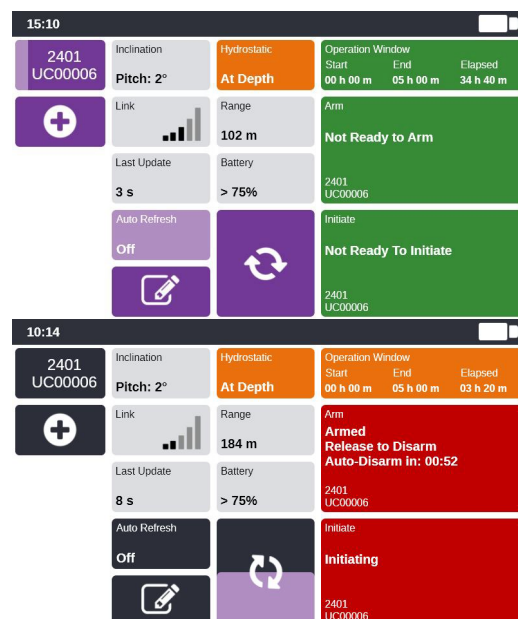 15:10
2401
UC00006
Inclination
Pitch: 2°
Hydrostatic
At Depth
Operation Window
Start End Elapsed
00 h 00 m 05 h 00 m 34 h 40 m
Link
Range
102 m
Arm
Not Ready to Arm
2401
UC00006
Last Update
3 s
Battery
> 75%
Auto Refresh
Off
Initiate
Not Ready To Initiate
2401
UC00006
10:14
2401
UC00006
Inclination
Pitch: 2°
Hydrostatic
At Depth
Operation Window
Start End Elapsed
00 h 00 m 05 h 00 m 03 h 20 m
Link
Range
184 m
Arm
Armed
Release to Disarm
Auto-Disarm in: 00:52
2401
UC00006
Last Update
8 s
Battery
> 75%
Auto Refresh
Off
Initiate
Initiating
2401
UC00006